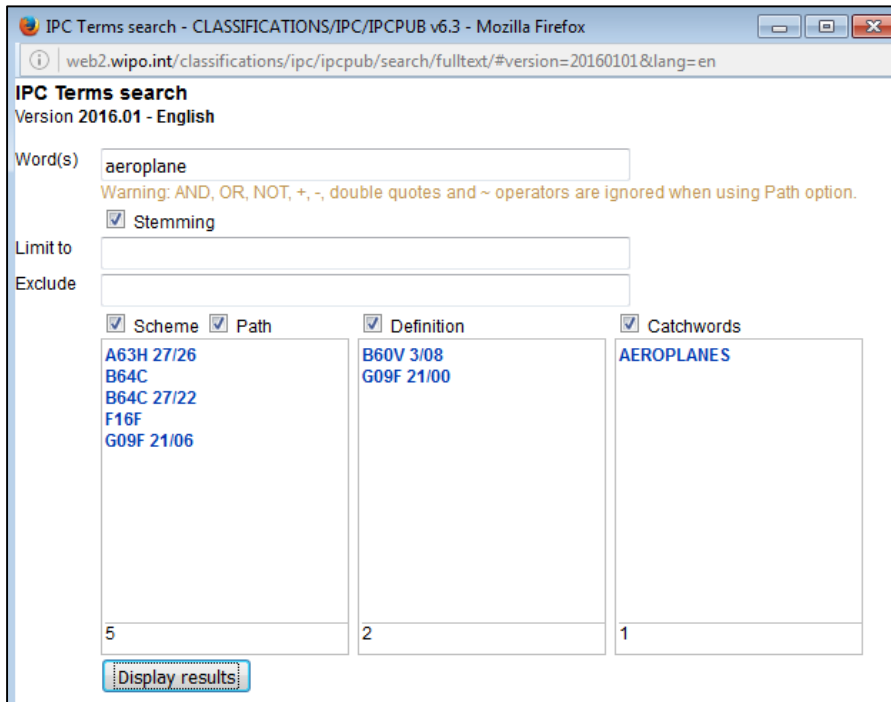 IPC Terms search - CLASSIFICATIONS/IPC/IPCPUB v6.3 - Mozilla Firefox
web2.wipo.int/classifications/ipc/ipcpub/search/fulltext/#version=20160101&lang=en
IPC Terms search
Version 2016.01 - English
Word(s) aeroplane
Warning: AND, OR, NOT, +, -, double quotes and ~ operators are ignored when using Path option.
Stemming
Limit to
Exclude
Scheme Path Definition Catchwords
A63H 27/26 B60V 3/08 AEROPLANES
B64C G09F 21/00
B64C 27/22
F16F
G09F 21/06
5 2 1
Display results